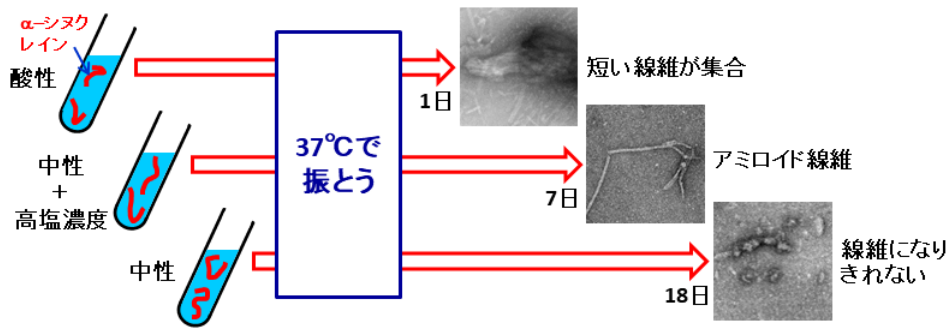 α-シヌク
レイン
酸性
中性
+
高塩濃度
中性
37℃で
振とう
1日
短い線維が集合
7日
アミロイド線維
18日
線維になり
きれない